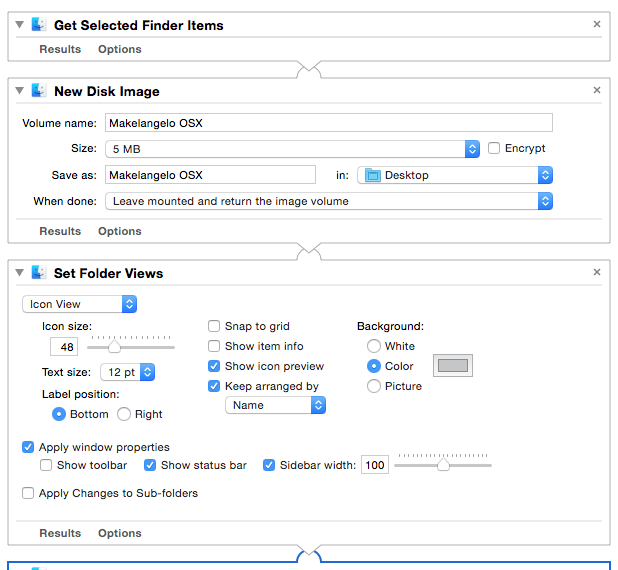 Get Selected Finder Items
Results Options
New Disk Image
Volume name: Makelangelo OSX
Size: 5 MB Encrypt
Save as: Makelangelo OSX in: Desktop
When done: Leave mounted and return the image volume
Results Options
Set Folder Views
Icon View
Icon size: Snap to grid Background:
48 Show item info White
Text size: 12 pt Show icon preview Color
Label position: Keep arranged by Picture
Bottom Right Name
Apply window properties
Show toolbar Show status bar Sidebar width: 100
Apply Changes to Sub-folders
Results Options